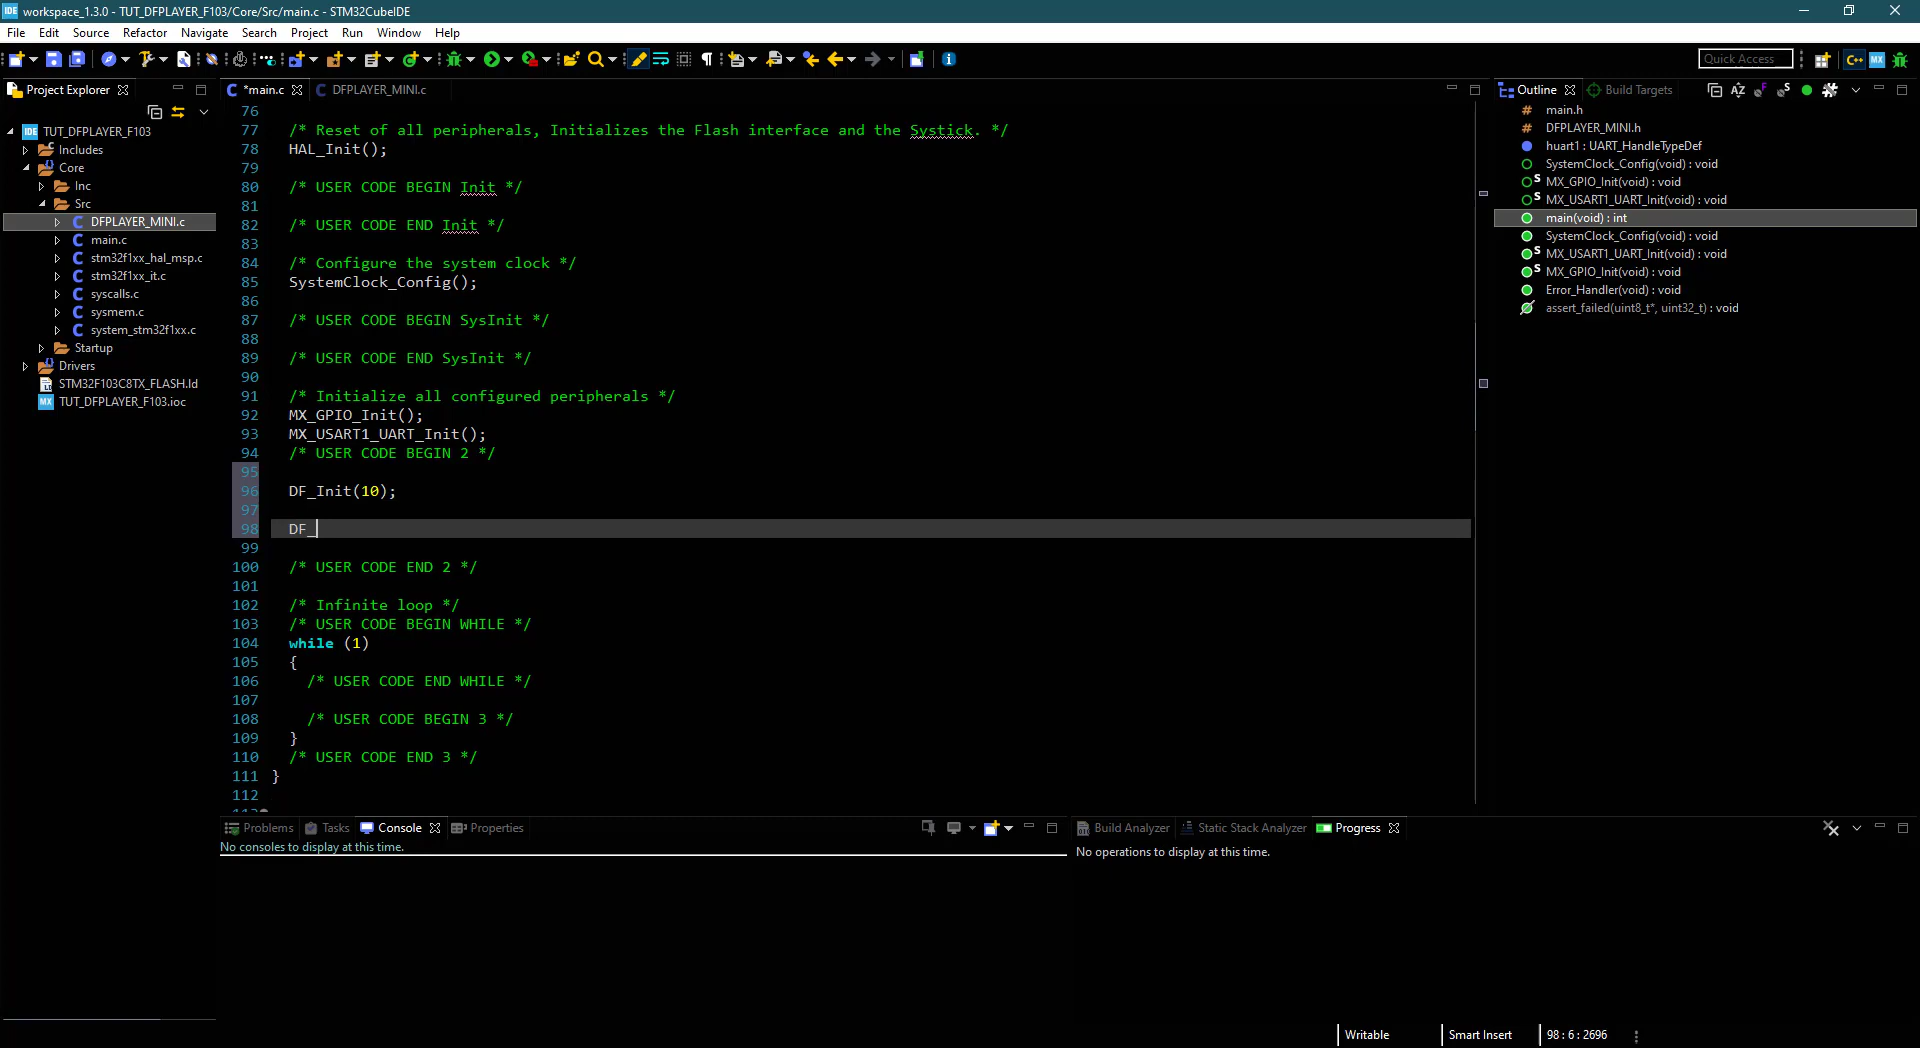 IDE workspace_1.3.0 - TUT_DFPLAYER_F103/Core/Src/main.c - STM32CubeIDE
File Edit Source Refactor Navigate Search Project Run Window Help
Quick Access
Project Explorer
TUT_DFPLAYER_F103
Includes
Core
Inc
Src
DFPLAYER_MINI.c
main.c
stm32f1xx_hal_msp.c
stm32f1xx_it.c
syscalls.c
sysmem.c
system_stm32f1xx.c
Startup
Drivers
STM32F103C8TX_FLASH.ld
MX TUT_DFPLAYER_F103.ioc
*main.c DFPLAYER_MINI.c
76
77 /* Reset of all peripherals, Initializes the Flash interface and the Systick. */
78 HAL_Init();
79
80 /* USER CODE BEGIN Init */
81
82 /* USER CODE END Init */
83
84 /* Configure the system clock */
85 SystemClock_Config();
86
87 /* USER CODE BEGIN SysInit */
88
89 /* USER CODE END SysInit */
90
91 /* Initialize all configured peripherals */
92 MX_GPIO_Init();
93 MX_USART1_UART_Init();
94 /* USER CODE BEGIN 2 */
95
96 DF_Init(10);
97
98 DF_
99
100 /* USER CODE END 2 */
101
102 /* Infinite loop */
103 /* USER CODE BEGIN WHILE */
104 while (1)
105 {
106 /* USER CODE END WHILE */
107
108 /* USER CODE BEGIN 3 */
109 }
110 /* USER CODE END 3 */
111 }
112
Outline Build Targets
main.h
DFPLAYER_MINI.h
huart1 : UART_HandleTypeDef
SystemClock_Config(void) : void
MX_GPIO_Init(void) : void
MX_USART1_UART_Init(void) : void
main(void) : int
SystemClock_Config(void) : void
MX_USART1_UART_Init(void) : void
MX_GPIO_Init(void) : void
Error_Handler(void) : void
assert_failed(uint8_t*, uint32_t) : void
Problems Tasks Console Properties
No consoles to display at this time.
Build Analyzer Static Stack Analyzer Progress
No operations to display at this time.
Writable Smart Insert 98 : 6 : 2696